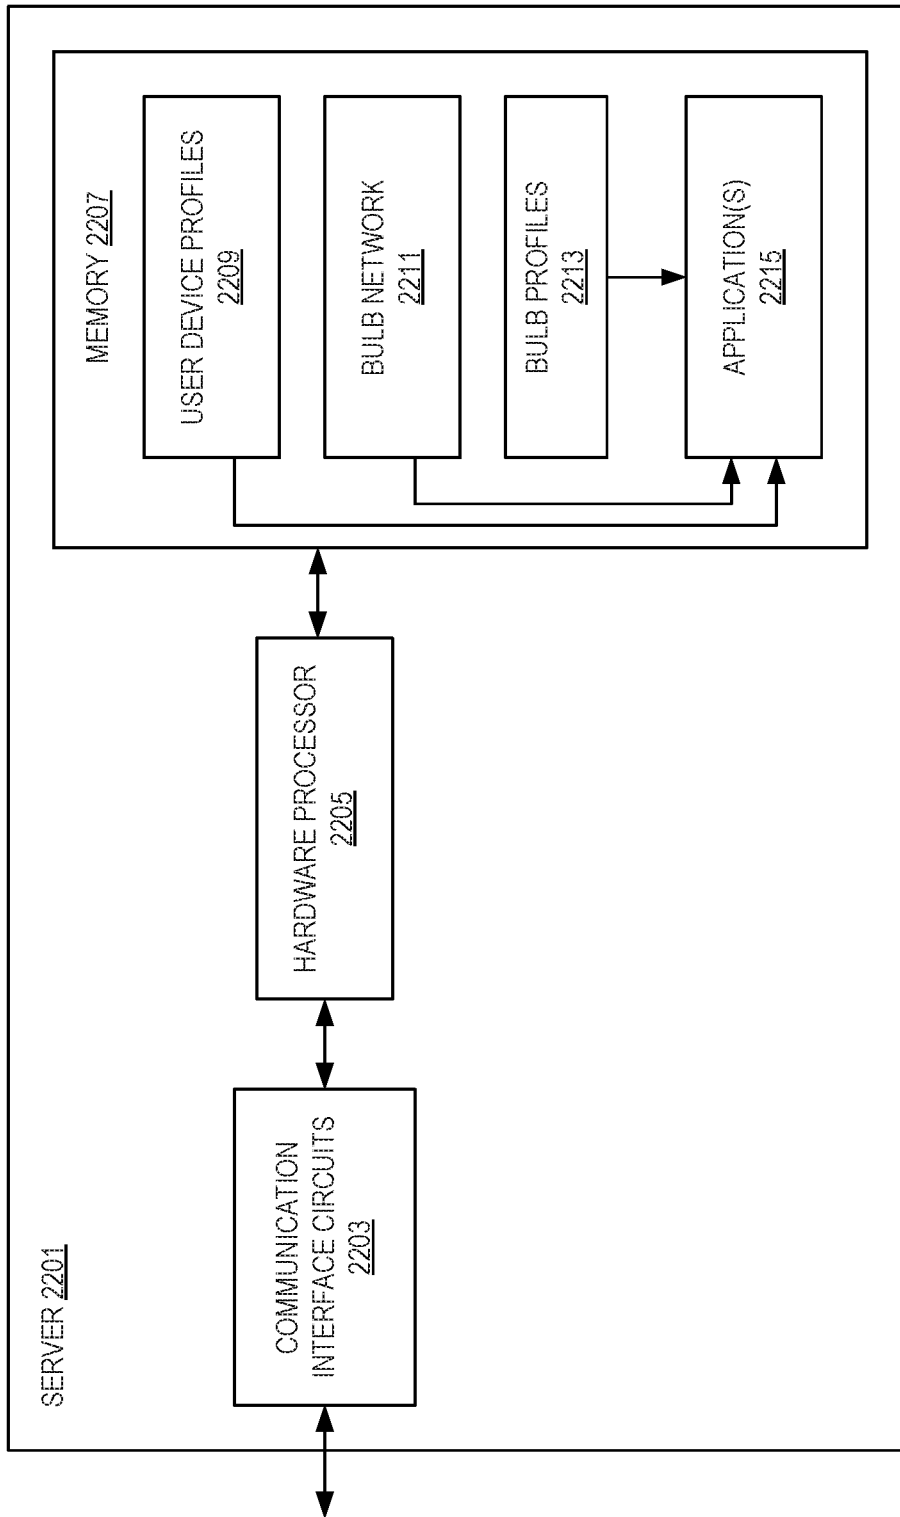 SERVER 2201
COMMUNICATION
INTERFACE CIRCUITS
2203
HARDWARE PROCESSOR
2205
MEMORY 2207
USER DEVICE PROFILES
2209
BULB NETWORK
2211
BULB PROFILES
2213
APPLICATION(S)
2215